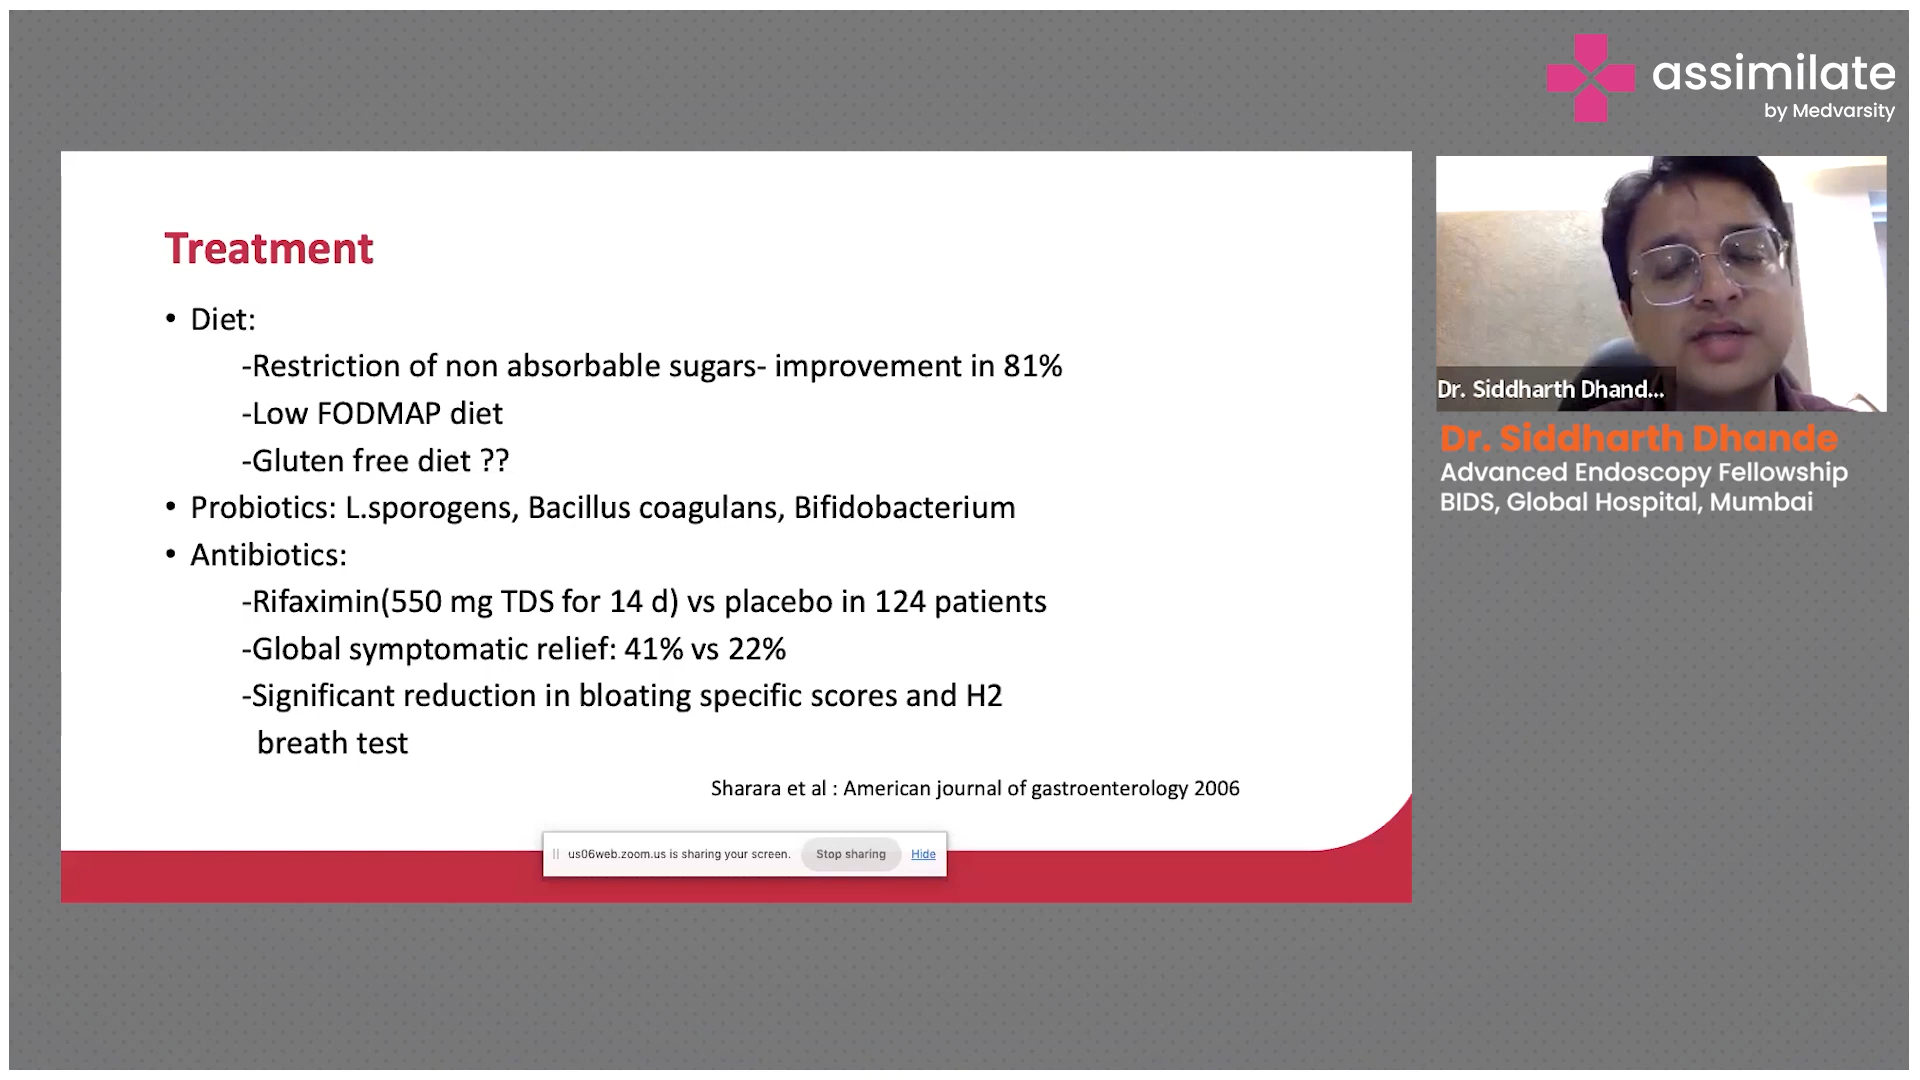 assimilate
by Medvarsity
Treatment
• Diet:
-Restriction of non absorbable sugars- improvement in 81%
-Low FODMAP diet
-Gluten free diet ??
• Probiotics: L.sporogens, Bacillus coagulans, Bifidobacterium
• Antibiotics:
-Rifaximin(550 mg TDS for 14 d) vs placebo in 124 patients
-Global symptomatic relief: 41% vs 22%
-Significant reduction in bloating specific scores and H2
breath test
Sharara et al : American journal of gastroenterology 2006
us06web.zoom.us is sharing your screen. Stop sharing Hide
Dr. Siddharth Dhand...
Dr. Siddharth Dhande
Advanced Endoscopy Fellowship
BIDS, Global Hospital, Mumbai